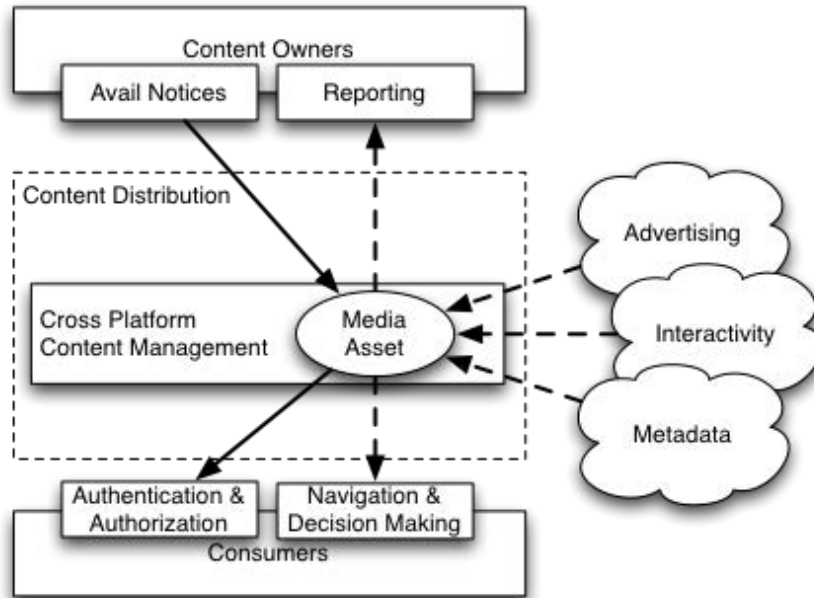 Content Owners
Avail Notices
Reporting
Content Distribution
Advertising
Cross Platform
Content Management
Media
Asset
Interactivity
Metadata
Authentication &
Authorization
Navigation &
Decision Making
Consumers